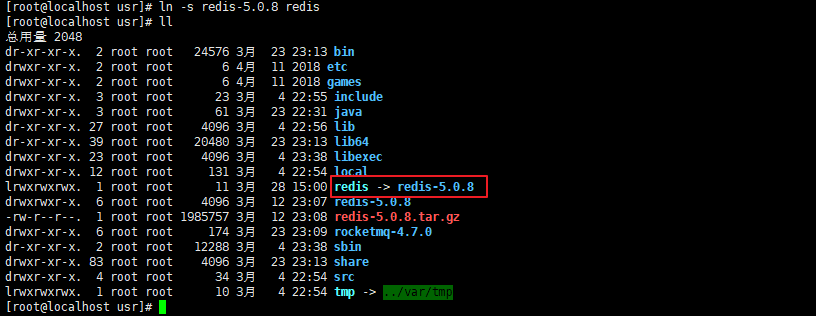 [root@localhost usr]# ln -s redis-5.0.8 redis
[root@localhost usr]# ll
总用量 2048
dr-xr-xr-x.  2 root root   24576 3月  23 23:13 bin
drwxr-xr-x.  2 root root       6 4月  11 2018 etc
drwxr-xr-x.  2 root root       6 4月  11 2018 games
drwxr-xr-x.  3 root root      23 3月   4 22:55 include
drwxr-xr-x.  3 root root      61 3月  23 22:31 java
dr-xr-xr-x. 27 root root    4096 3月   4 22:56 lib
dr-xr-xr-x. 39 root root   20480 3月  23 23:13 lib64
drwxr-xr-x. 23 root root    4096 3月   4 23:38 libexec
drwxr-xr-x. 12 root root     131 3月   4 22:54 local
lrwxrwxrwx.  1 root root      11 3月  28 15:00 redis -> redis-5.0.8
drwxrwxr-x.  6 root root    4096 3月  12 23:07 redis-5.0.8
-rw-r--r--.  1 root root 1985757 3月  12 23:08 redis-5.0.8.tar.gz
drwxr-xr-x.  6 root root     174 3月  23 23:09 rocketmq-4.7.0
dr-xr-xr-x.  2 root root   12288 3月   4 23:38 sbin
drwxr-xr-x. 83 root root    4096 3月  23 23:13 share
drwxr-xr-x.  4 root root      34 3月   4 22:54 src
lrwxrwxrwx.  1 root root      10 3月   4 22:54 tmp -> ../var/tmp
[root@localhost usr]#